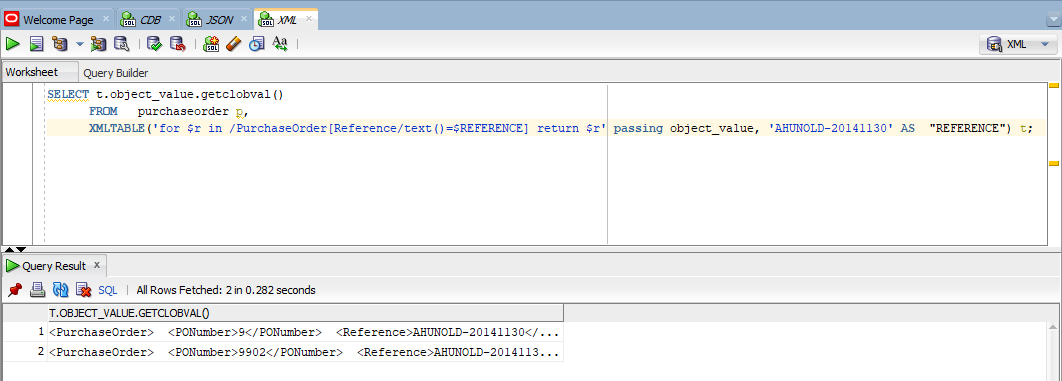 Welcome Page CDB JSON XML
Aa
XML
Worksheet Query Builder
SELECT t.object_value.getclobval()
FROM purchaseorder p,
XMLTABLE('for $r in /PurchaseOrder[Reference/text()=$REFERENCE] return $r' passing object_value, 'AHUNOLD-20141130' AS "REFERENCE") t;
Query Result x
SQL | All Rows Fetched: 2 in 0.282 seconds
T.OBJECT_VALUE.GETCLOBVAL()
1 <PurchaseOrder> <PONumber>9</PONumber> <Reference>AHUNOLD-20141130</...
2 <PurchaseOrder> <PONumber>9902</PONumber> <Reference>AHUNOLD-2014113...